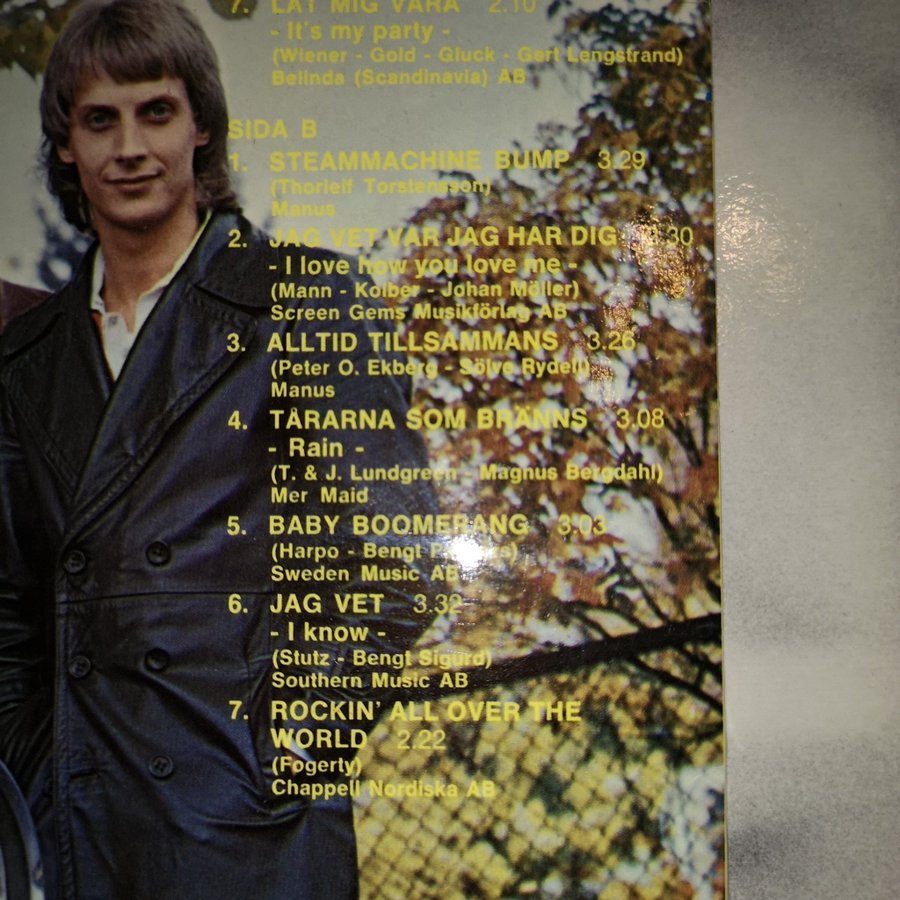 7. LÅT MIG VARA 2.10
- It's my party -
(Wiener - Gold - Gluck - Gert Lengstrand)
Belinda (Scandinavia) AB
SIDA B
1. STEAMMACHINE BUMP 3.29
(Thorleif Torstensson)
Manus
2. JAG VET VAR JAG HAR DIG
- I love how you love me -
(Mann - Kolber - Johan Möller)
Screen Gems Musikförlag AB
3. ALLTID TILLSAMMANS 3.26
(Peter O. Ekberg - Sölve Rydell)
Manus
4. TÅRARNA SOM BRÄNNS 3.08
- Rain -
(T. & J. Lundgreen - Magnus Bergdahl)
Mer Maid
5. BABY BOOMERANG 3.03
(Harpo - Bengt
Sweden Music AB
6. JAG VET 3.32
- I know -
(Stutz - Bengt Sigurd)
Southern Music AB
7. ROCKIN' ALL OVER THE
WORLD 2.22
(Fogerty)
Chappell Nordiska AB